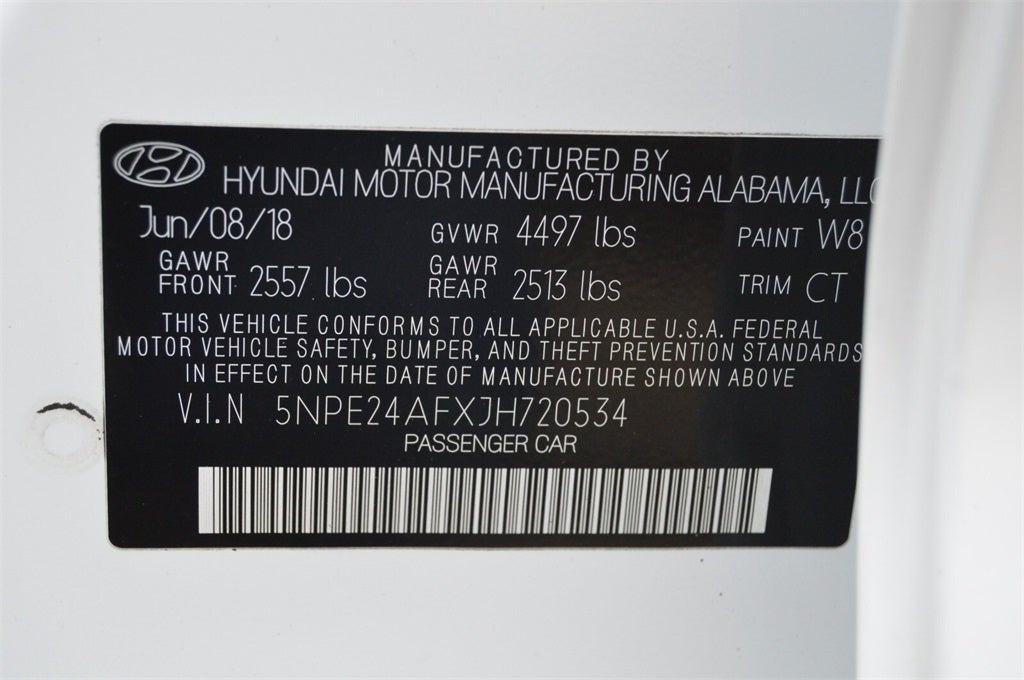 MANUFACTURED BY
HYUNDAI MOTOR MANUFACTURING ALABAMA, LLC
Jun/08/18 GVWR 4497 lbs PAINT W8
GAWR FRONT 2557 lbs GAWR REAR 2513 lbs TRIM CT
THIS VEHICLE CONFORMS TO ALL APPLICABLE U.S.A. FEDERAL
MOTOR VEHICLE SAFETY, BUMPER, AND THEFT PREVENTION STANDARDS
IN EFFECT ON THE DATE OF MANUFACTURE SHOWN ABOVE
V.I.N 5NPE24AFXJH720534
PASSENGER CAR